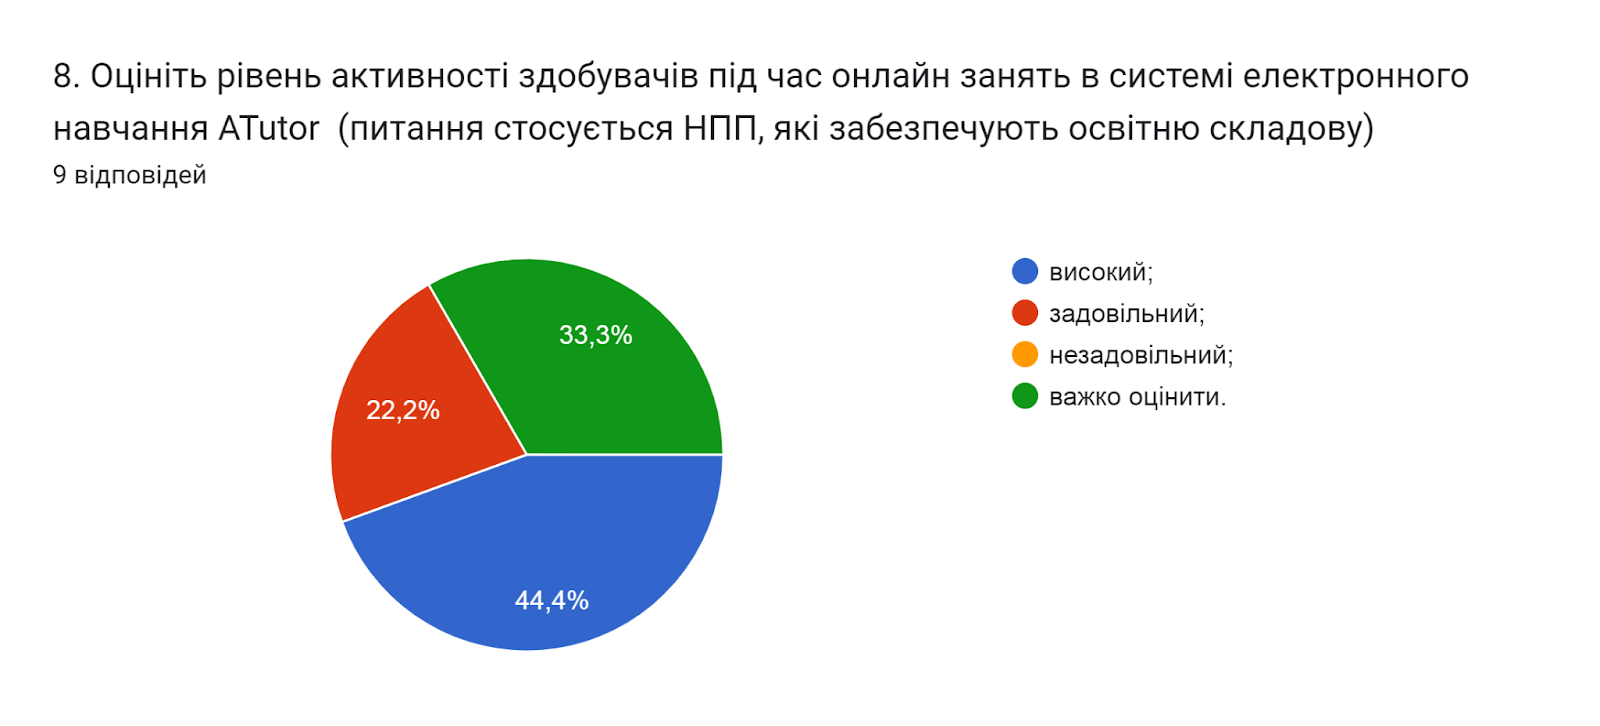 8. Оцініть рівень активності здобувачів під час онлайн занять в системі електронного
навчання ATutor  (питання стосується НПП, які забезпечують освітню складову)
9 відповідей
33,3%
22,2%
44,4%
високий;
задовільний;
незадовільний;
важко оцінити.